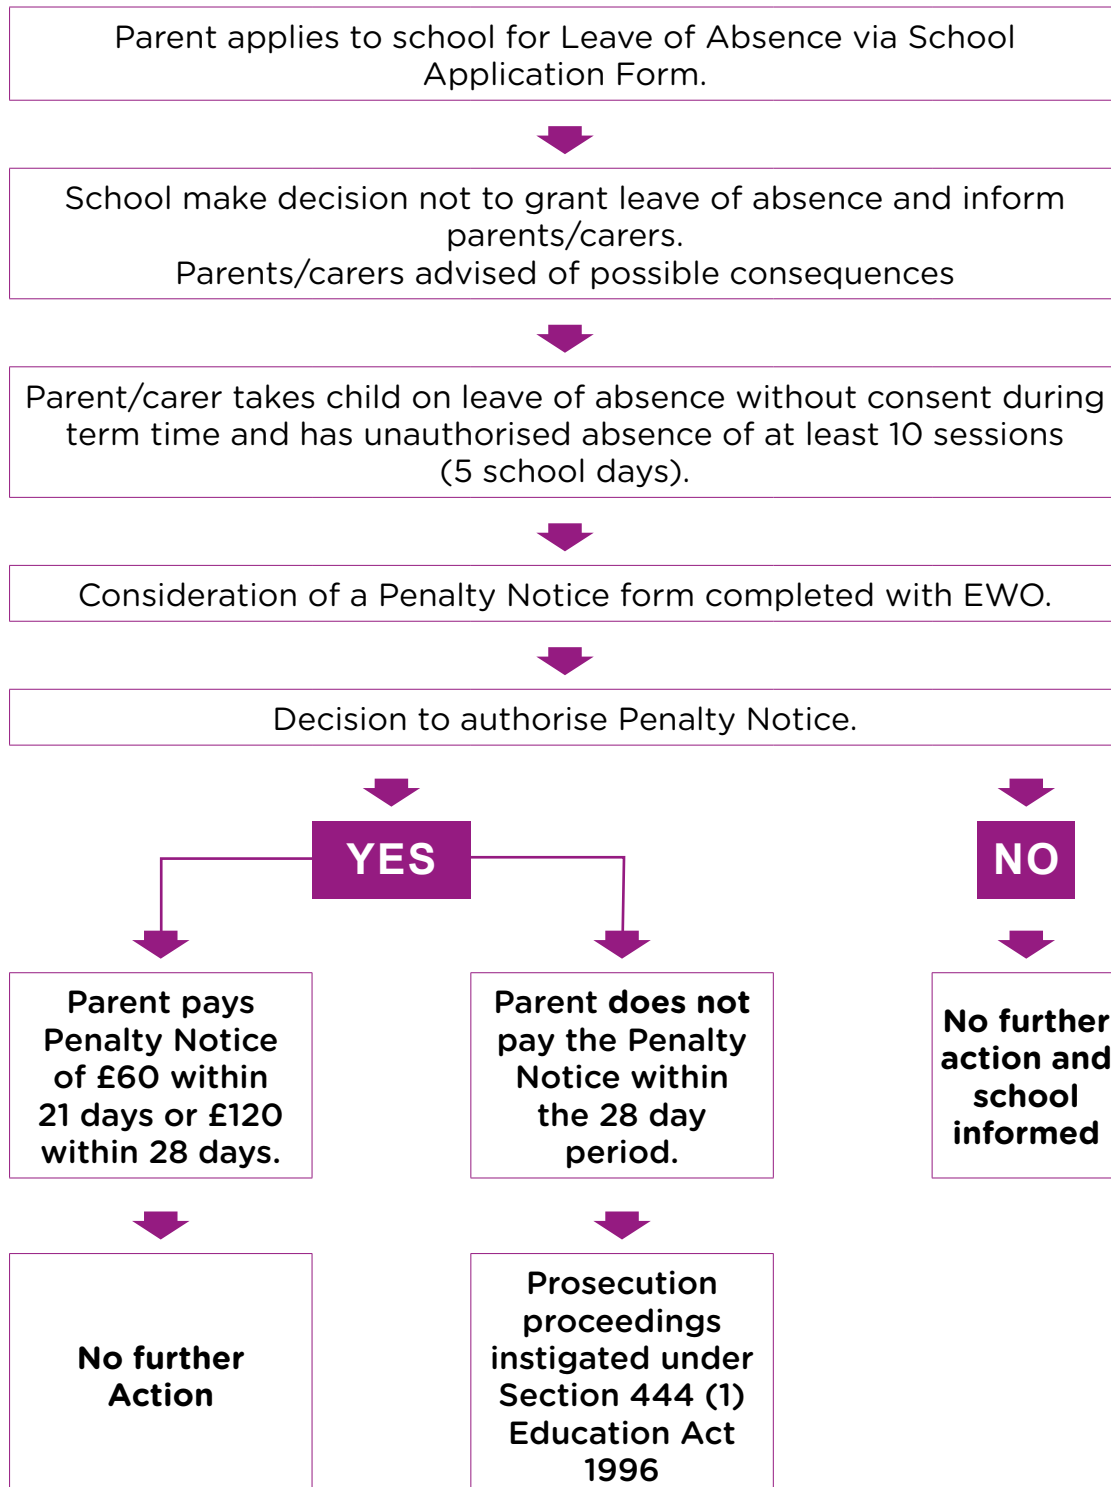 Parent applies to school for Leave of Absence via School
Application Form.
School make decision not to grant leave of absence and inform
parents/carers.
Parents/carers advised of possible consequences
Parent/carer takes child on leave of absence without consent during
term time and has unauthorised absence of at least 10 sessions
(5 school days).
Consideration of a Penalty Notice form completed with EWO.
Decision to authorise Penalty Notice.
YES
NO
Parent pays
Penalty Notice
of £60 within
21 days or £120
within 28 days.
Parent does not
pay the Penalty
Notice within
the 28 day
period.
No further
action and
school
informed
No further
Action
Prosecution
proceedings
instigated under
Section 444 (1)
Education Act
1996